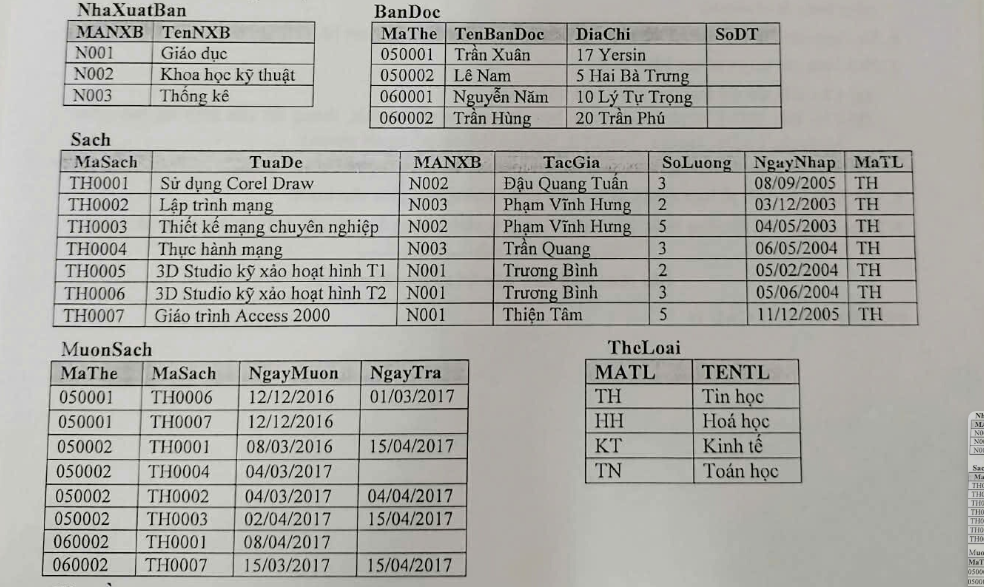 NhaXuatBan
MANXB TenNXB
N001 Giáo dục
N002 Khoa học kỹ thuật
N003 Thống kê
BanDoc
MaThe TenBanDoc DiaChi SoDT
050001 Trần Xuân 17 Yersin
050002 Lê Nam 5 Hai Bà Trưng
060001 Nguyễn Năm 10 Lý Tự Trọng
060002 Trần Hùng 20 Trần Phú
Sach
MaSach TuaDe MANXB TacGia SoLuong NgayNhap MaTL
TH0001 Sử dụng Corel Draw N002 Đậu Quang Tuấn 3 08/09/2005 TH
TH0002 Lập trình mạng N003 Phạm Vĩnh Hưng 2 03/12/2003 TH
TH0003 Thiết kế mạng chuyên nghiệp N002 Phạm Vĩnh Hưng 5 04/05/2003 TH
TH0004 Thực hành mạng N003 Trần Quang 3 06/05/2004 TH
TH0005 3D Studio kỹ xảo hoạt hình T1 N001 Trương Bình 2 05/02/2004 TH
TH0006 3D Studio kỹ xảo hoạt hình T2 N001 Trương Bình 3 05/06/2004 TH
TH0007 Giáo trình Access 2000 N001 Thiện Tâm 5 11/12/2005 TH
MuonSach
MaThe MaSach NgayMuon NgayTra
050001 TH0006 12/12/2016 01/03/2017
050001 TH0007 12/12/2016
050002 TH0001 08/03/2016 15/04/2017
050002 TH0004 04/03/2017
050002 TH0002 04/03/2017 04/04/2017
050002 TH0003 02/04/2017 15/04/2017
060002 TH0001 08/04/2017
060002 TH0007 15/03/2017 15/04/2017
TheLoai
MATL TENTL
TH Tin học
HH Hoá học
KT Kinh tế
TN Toán học